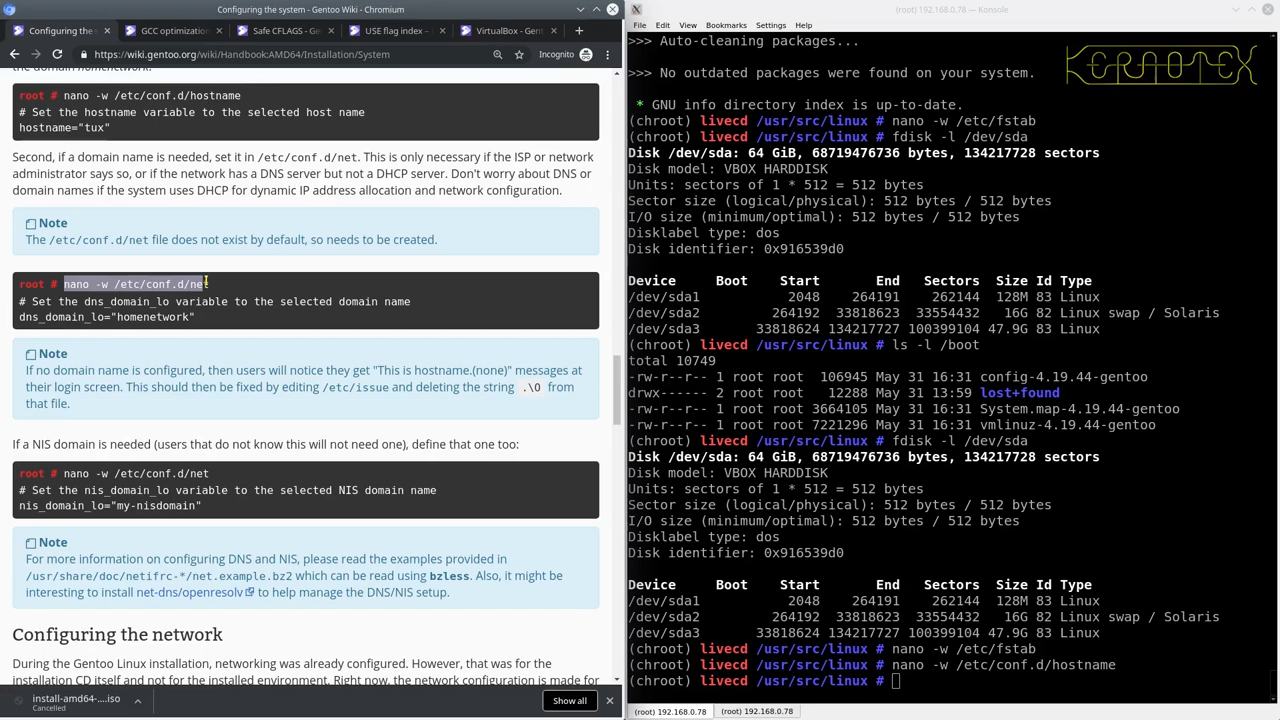 Configuring the system - Gentoo Wiki - Chromium
Configuring the
GCC optimization
Safe CFLAGS - Ge
USE flag index -
VirtualBox - Gent
https://wiki.gentoo.org/wiki/Handbook:AMD64/Installation/System
Incognito
the domain homenetwork:
root # nano -w /etc/conf.d/hostname
# Set the hostname variable to the selected host name
hostname="tux"
Second, if a domain name is needed, set it in /etc/conf.d/net. This is only necessary if the ISP or network
administrator says so, or if the network has a DNS server but not a DHCP server. Don't worry about DNS or
domain names if the system uses DHCP for dynamic IP address allocation and network configuration.
Note
The /etc/conf.d/net file does not exist by default, so needs to be created.
root # nano -w /etc/conf.d/net
# Set the dns_domain_lo variable to the selected domain name
dns_domain_lo="homenetwork"
Note
If no domain name is configured, then users will notice they get "This is hostname.(none)" messages at
their login screen. This should then be fixed by editing /etc/issue and deleting the string .\O from
that file.
If a NIS domain is needed (users that do not know this will not need one), define that one too:
root # nano -w /etc/conf.d/net
# Set the nis_domain_lo variable to the selected NIS domain name
nis_domain_lo="my-nisdomain"
Note
For more information on configuring DNS and NIS, please read the examples provided in
/usr/share/doc/netifrc-*/net.example.bz2 which can be read using bzless. Also, it might be
interesting to install net-dns/openresolv to help manage the DNS/NIS setup.
Configuring the network
During the Gentoo Linux installation, networking was already configured. However, that was for the
installation CD itself and not for the installed environment. Right now, the network configuration is made for
install-amd64-....iso
Cancelled
Show all
(root) 192.168.0.78 — Konsole
File Edit View Bookmarks Settings Help
KERAOTEX
>>> Auto-cleaning packages...
>>> No outdated packages were found on your system.
* GNU info directory index is up-to-date.
(chroot) livecd /usr/src/linux # nano -w /etc/fstab
(chroot) livecd /usr/src/linux # fdisk -l /dev/sda
Disk /dev/sda: 64 GiB, 68719476736 bytes, 134217728 sectors
Disk model: VBOX HARDDISK
Units: sectors of 1 * 512 = 512 bytes
Sector size (logical/physical): 512 bytes / 512 bytes
I/O size (minimum/optimal): 512 bytes / 512 bytes
Disklabel type: dos
Disk identifier: 0x916539d0
Device Boot Start End Sectors Size Id Type
/dev/sda1 2048 264191 262144 128M 83 Linux
/dev/sda2 264192 33818623 33554432 16G 82 Linux swap / Solaris
/dev/sda3 33818624 134217727 100399104 47.9G 83 Linux
(chroot) livecd /usr/src/linux # ls -l /boot
total 10749
-rw-r--r-- 1 root root 106945 May 31 16:31 config-4.19.44-gentoo
drwx------ 2 root root 12288 May 31 13:59 lost+found
-rw-r--r-- 1 root root 3664105 May 31 16:31 System.map-4.19.44-gentoo
-rw-r--r-- 1 root root 7221296 May 31 16:31 vmlinuz-4.19.44-gentoo
(chroot) livecd /usr/src/linux # fdisk -l /dev/sda
Disk /dev/sda: 64 GiB, 68719476736 bytes, 134217728 sectors
Disk model: VBOX HARDDISK
Units: sectors of 1 * 512 = 512 bytes
Sector size (logical/physical): 512 bytes / 512 bytes
I/O size (minimum/optimal): 512 bytes / 512 bytes
Disklabel type: dos
Disk identifier: 0x916539d0
Device Boot Start End Sectors Size Id Type
/dev/sda1 2048 264191 262144 128M 83 Linux
/dev/sda2 264192 33818623 33554432 16G 82 Linux swap / Solaris
/dev/sda3 33818624 134217727 100399104 47.9G 83 Linux
(chroot) livecd /usr/src/linux # nano -w /etc/fstab
(chroot) livecd /usr/src/linux # nano -w /etc/conf.d/hostname
(chroot) livecd /usr/src/linux #
(root) 192.168.0.78
(root) 192.168.0.78